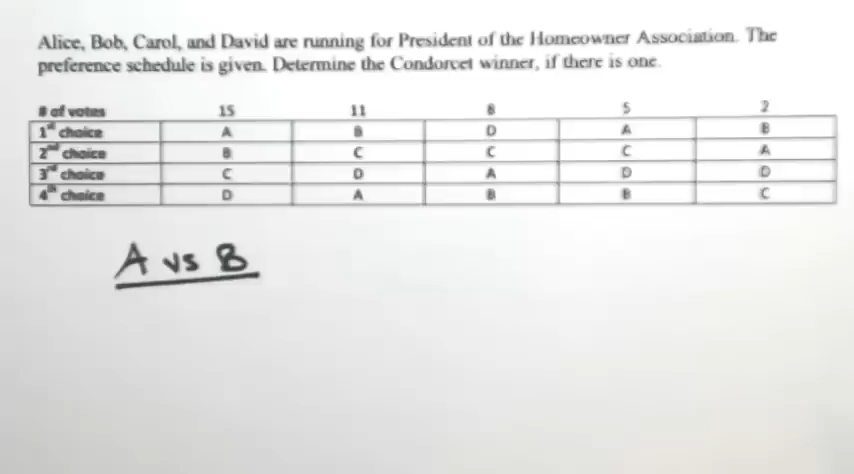 Alice, Bob, Carol, and David are running for President of the Homeowner Association. The
preference schedule is given. Determine the Condorcet winner, if there is one.
# of votes 15 11 8 5 2
1st choice A B D A B
2nd choice B C C C A
3rd choice C D A D D
4th choice D A B B C
A vs B